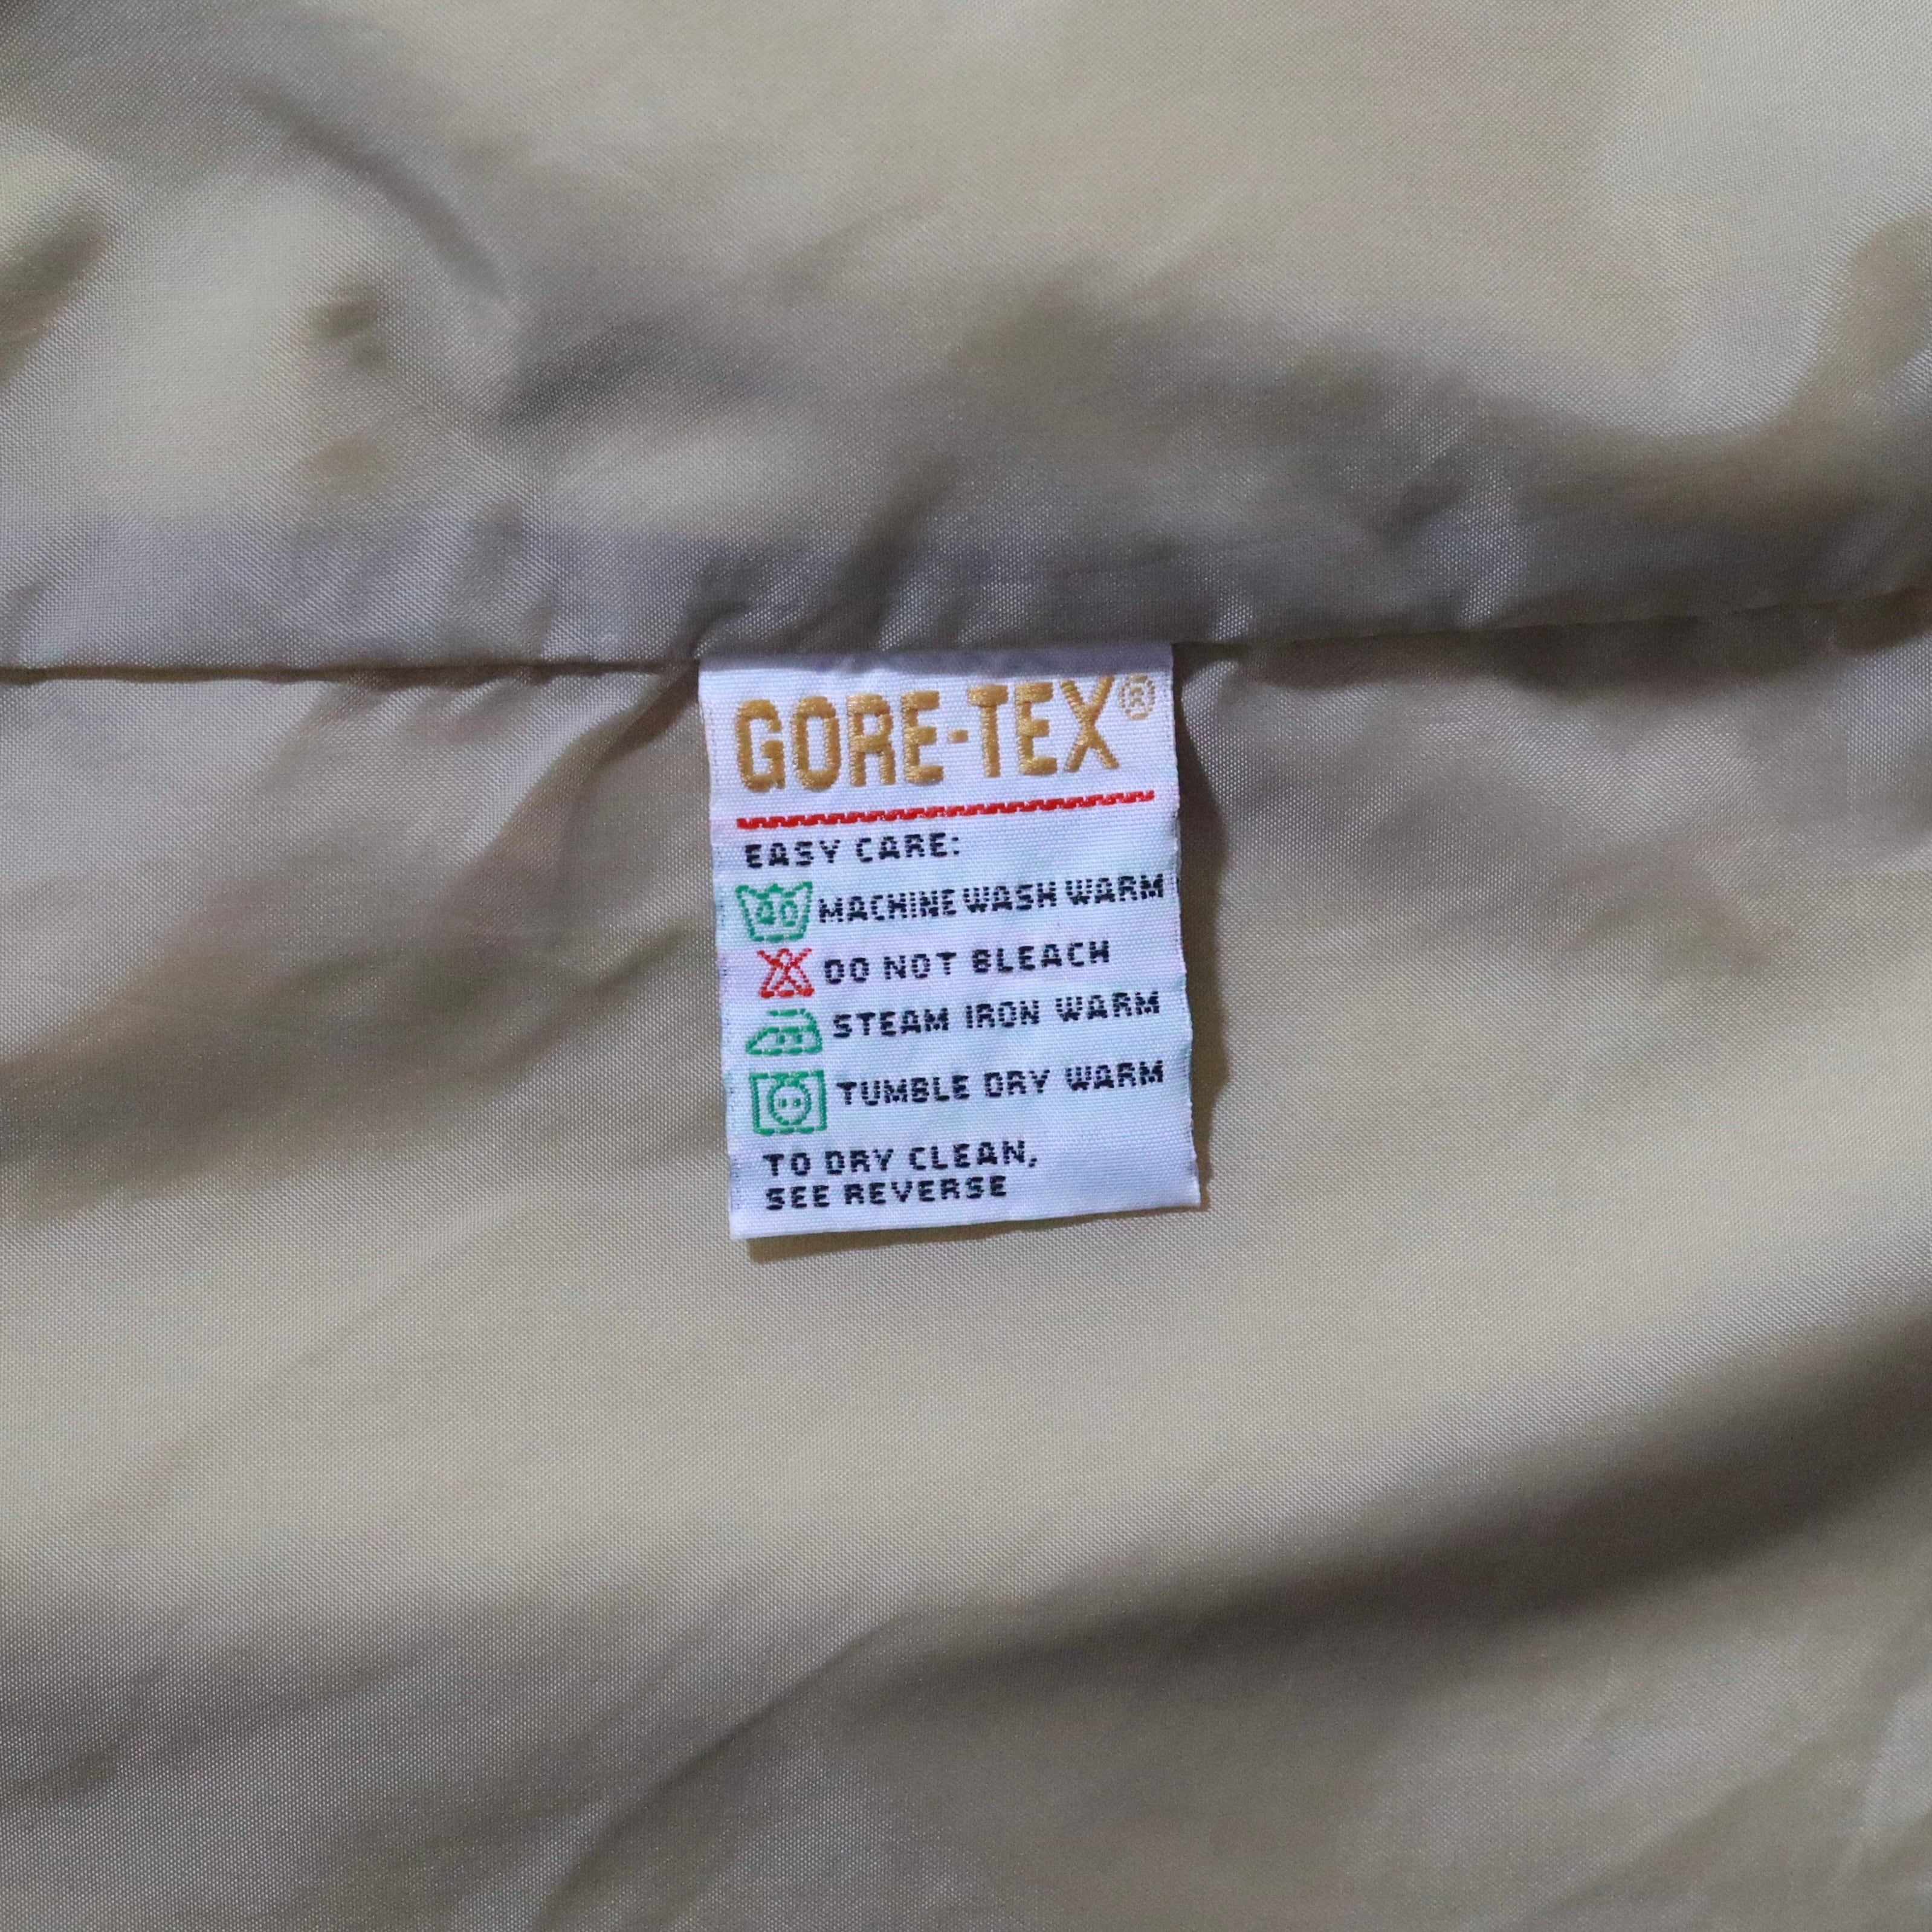 GORE-TEX®
EASY CARE:
40 MACHINE WASH WARM
DO NOT BLEACH
STEAM IRON WARM
TUMBLE DRY WARM
TO DRY CLEAN,
SEE REVERSE